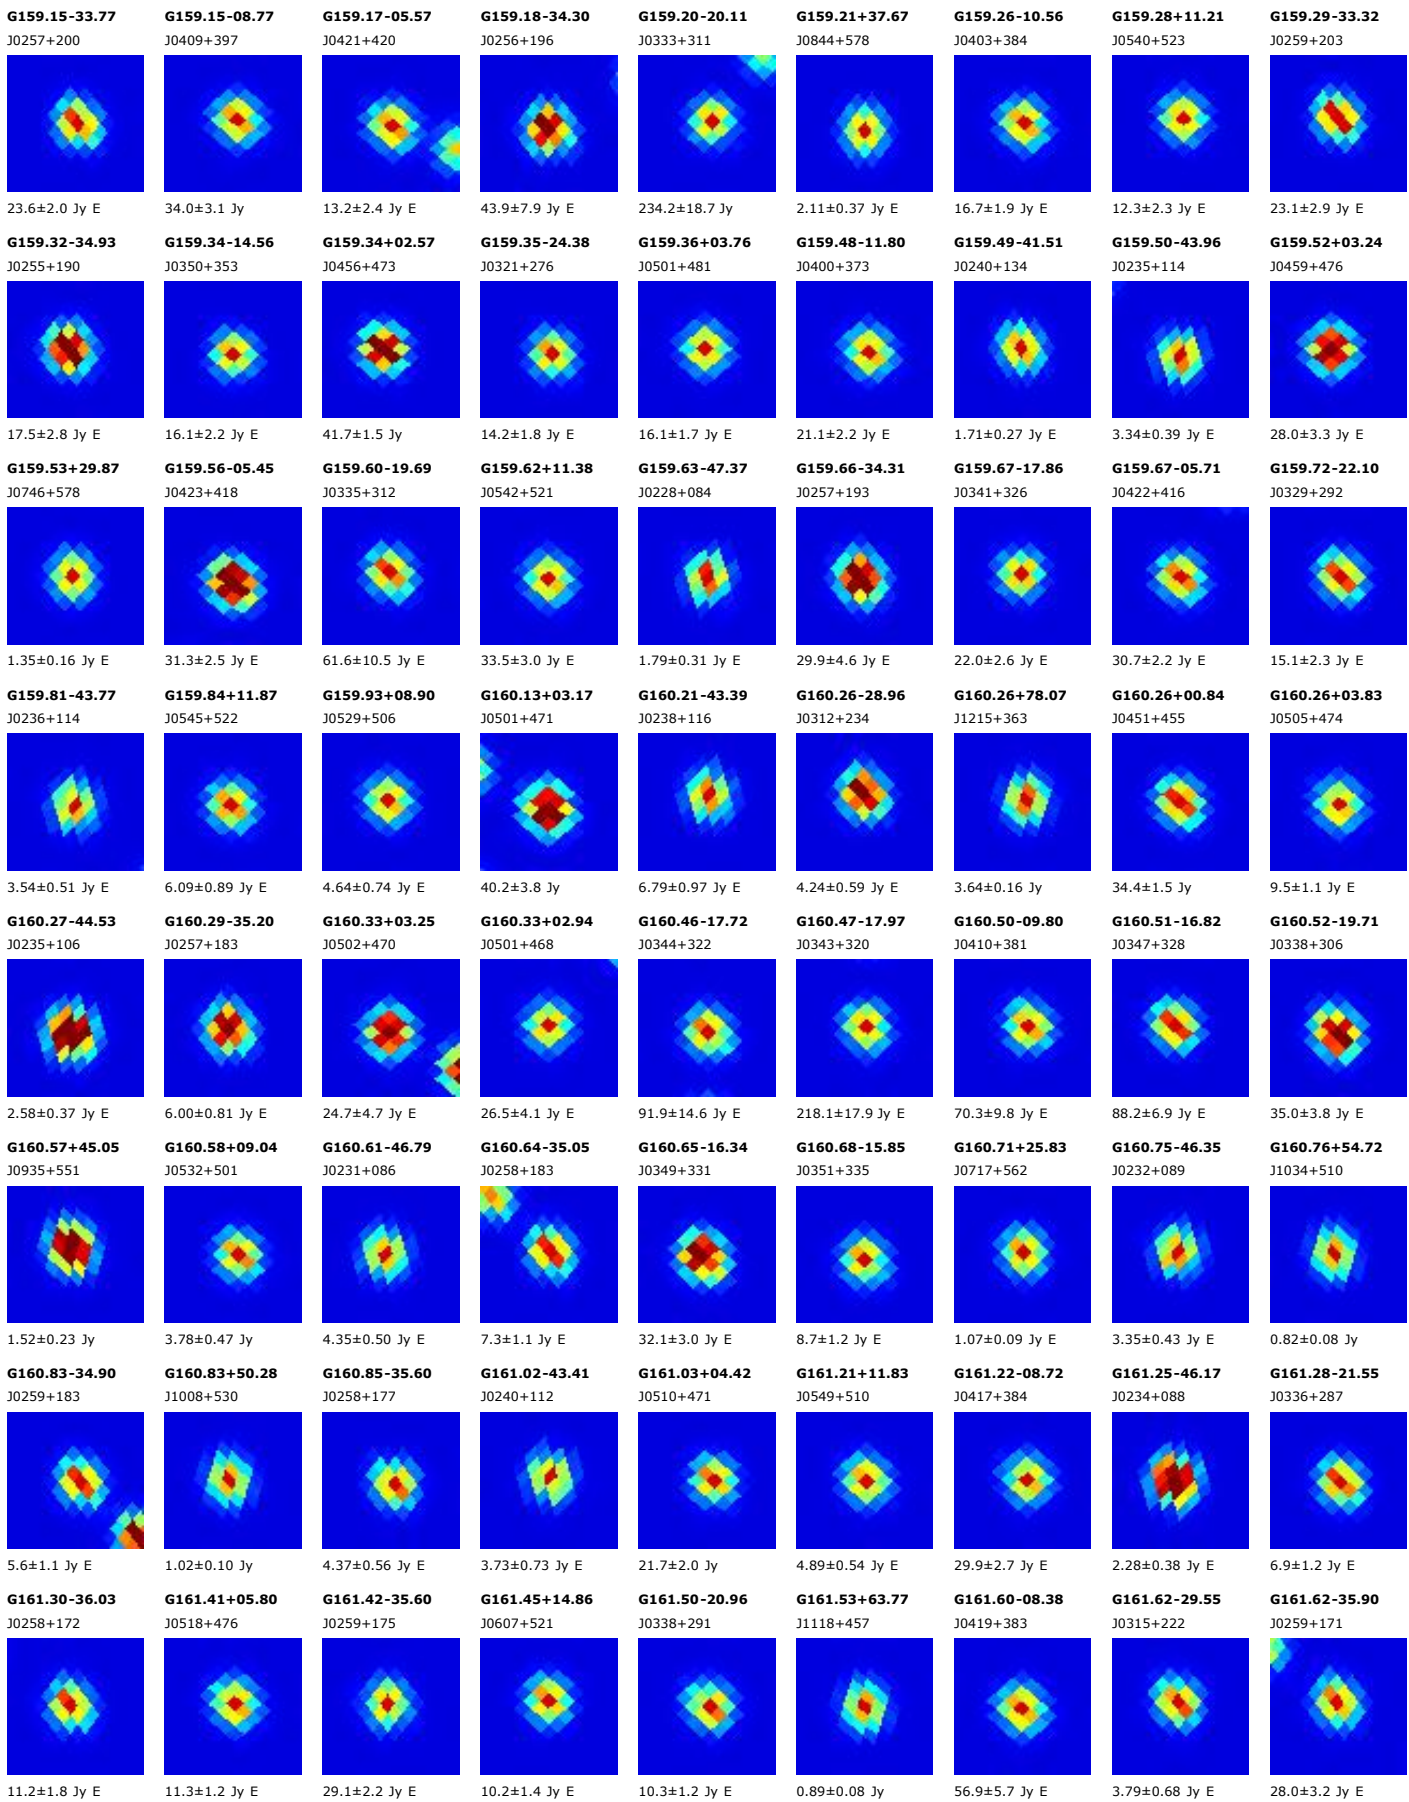 G159.15-33.77 G159.15-08.77 G159.17-05.57 G159.18-34.30 G159.20-20.11 G159.21+37.67 G159.26-10.56 G159.28+11.21 G159.29-33.32
J0257+200 J0409+397 J0421+420 J0256+196 J0333+311 J0844+578 J0403+384 J0540+523 J0259+203
23.6±2.0 Jy E 34.0±3.1 Jy 13.2±2.4 Jy E 43.9±7.9 Jy E 234.2±18.7 Jy 2.11±0.37 Jy E 16.7±1.9 Jy E 12.3±2.3 Jy E 23.1±2.9 Jy E
G159.32-34.93 G159.34-14.56 G159.34+02.57 G159.35-24.38 G159.36+03.76 G159.48-11.80 G159.49-41.51 G159.50-43.96 G159.52+03.24
J0255+190 J0350+353 J0456+473 J0321+276 J0501+481 J0400+373 J0240+134 J0235+114 J0459+476
17.5±2.8 Jy E 16.1±2.2 Jy E 41.7±1.5 Jy 14.2±1.8 Jy E 16.1±1.7 Jy E 21.1±2.2 Jy E 1.71±0.27 Jy E 3.34±0.39 Jy E 28.0±3.3 Jy E
G159.53+29.87 G159.56-05.45 G159.60-19.69 G159.62+11.38 G159.63-47.37 G159.66-34.31 G159.67-17.86 G159.67-05.71 G159.72-22.10
J0746+578 J0423+418 J0335+312 J0542+521 J0228+084 J0257+193 J0341+326 J0422+416 J0329+292
1.35±0.16 Jy E 31.3±2.5 Jy E 61.6±10.5 Jy E 33.5±3.0 Jy E 1.79±0.31 Jy E 29.9±4.6 Jy E 22.0±2.6 Jy E 30.7±2.2 Jy E 15.1±2.3 Jy E
G159.81-43.77 G159.84+11.87 G159.93+08.90 G160.13+03.17 G160.21-43.39 G160.26-28.96 G160.26+78.07 G160.26+00.84 G160.26+03.83
J0236+114 J0545+522 J0529+506 J0501+471 J0238+116 J0312+234 J1215+363 J0451+455 J0505+474
3.54±0.51 Jy E 6.09±0.89 Jy E 4.64±0.74 Jy E 40.2±3.8 Jy 6.79±0.97 Jy E 4.24±0.59 Jy E 3.64±0.16 Jy 34.4±1.5 Jy 9.5±1.1 Jy E
G160.27-44.53 G160.29-35.20 G160.33+03.25 G160.33+02.94 G160.46-17.72 G160.47-17.97 G160.50-09.80 G160.51-16.82 G160.52-19.71
J0235+106 J0257+183 J0502+470 J0501+468 J0344+322 J0343+320 J0410+381 J0347+328 J0338+306
2.58±0.37 Jy E 6.00±0.81 Jy E 24.7±4.7 Jy E 26.5±4.1 Jy E 91.9±14.6 Jy E 218.1±17.9 Jy E 70.3±9.8 Jy E 88.2±6.9 Jy E 35.0±3.8 Jy E
G160.57+45.05 G160.58+09.04 G160.61-46.79 G160.64-35.05 G160.65-16.34 G160.68-15.85 G160.71+25.83 G160.75-46.35 G160.76+54.72
J0935+551 J0532+501 J0231+086 J0258+183 J0349+331 J0351+335 J0717+562 J0232+089 J1034+510
1.52±0.23 Jy 3.78±0.47 Jy 4.35±0.50 Jy E 7.3±1.1 Jy E 32.1±3.0 Jy E 8.7±1.2 Jy E 1.07±0.09 Jy E 3.35±0.43 Jy E 0.82±0.08 Jy
G160.83-34.90 G160.83+50.28 G160.85-35.60 G161.02-43.41 G161.03+04.42 G161.21+11.83 G161.22-08.72 G161.25-46.17 G161.28-21.55
J0259+183 J1008+530 J0258+177 J0240+112 J0510+471 J0549+510 J0417+384 J0234+088 J0336+287
5.6±1.1 Jy E 1.02±0.10 Jy 4.37±0.56 Jy E 3.73±0.73 Jy E 21.7±2.0 Jy 4.89±0.54 Jy E 29.9±2.7 Jy E 2.28±0.38 Jy E 6.9±1.2 Jy E
G161.30-36.03 G161.41+05.80 G161.42-35.60 G161.45+14.86 G161.50-20.96 G161.53+63.77 G161.60-08.38 G161.62-29.55 G161.62-35.90
J0258+172 J0518+476 J0259+175 J0607+521 J0338+291 J1118+457 J0419+383 J0315+222 J0259+171
11.2±1.8 Jy E 11.3±1.2 Jy E 29.1±2.2 Jy E 10.2±1.4 Jy E 10.3±1.2 Jy E 0.89±0.08 Jy 56.9±5.7 Jy E 3.79±0.68 Jy E 28.0±3.2 Jy E